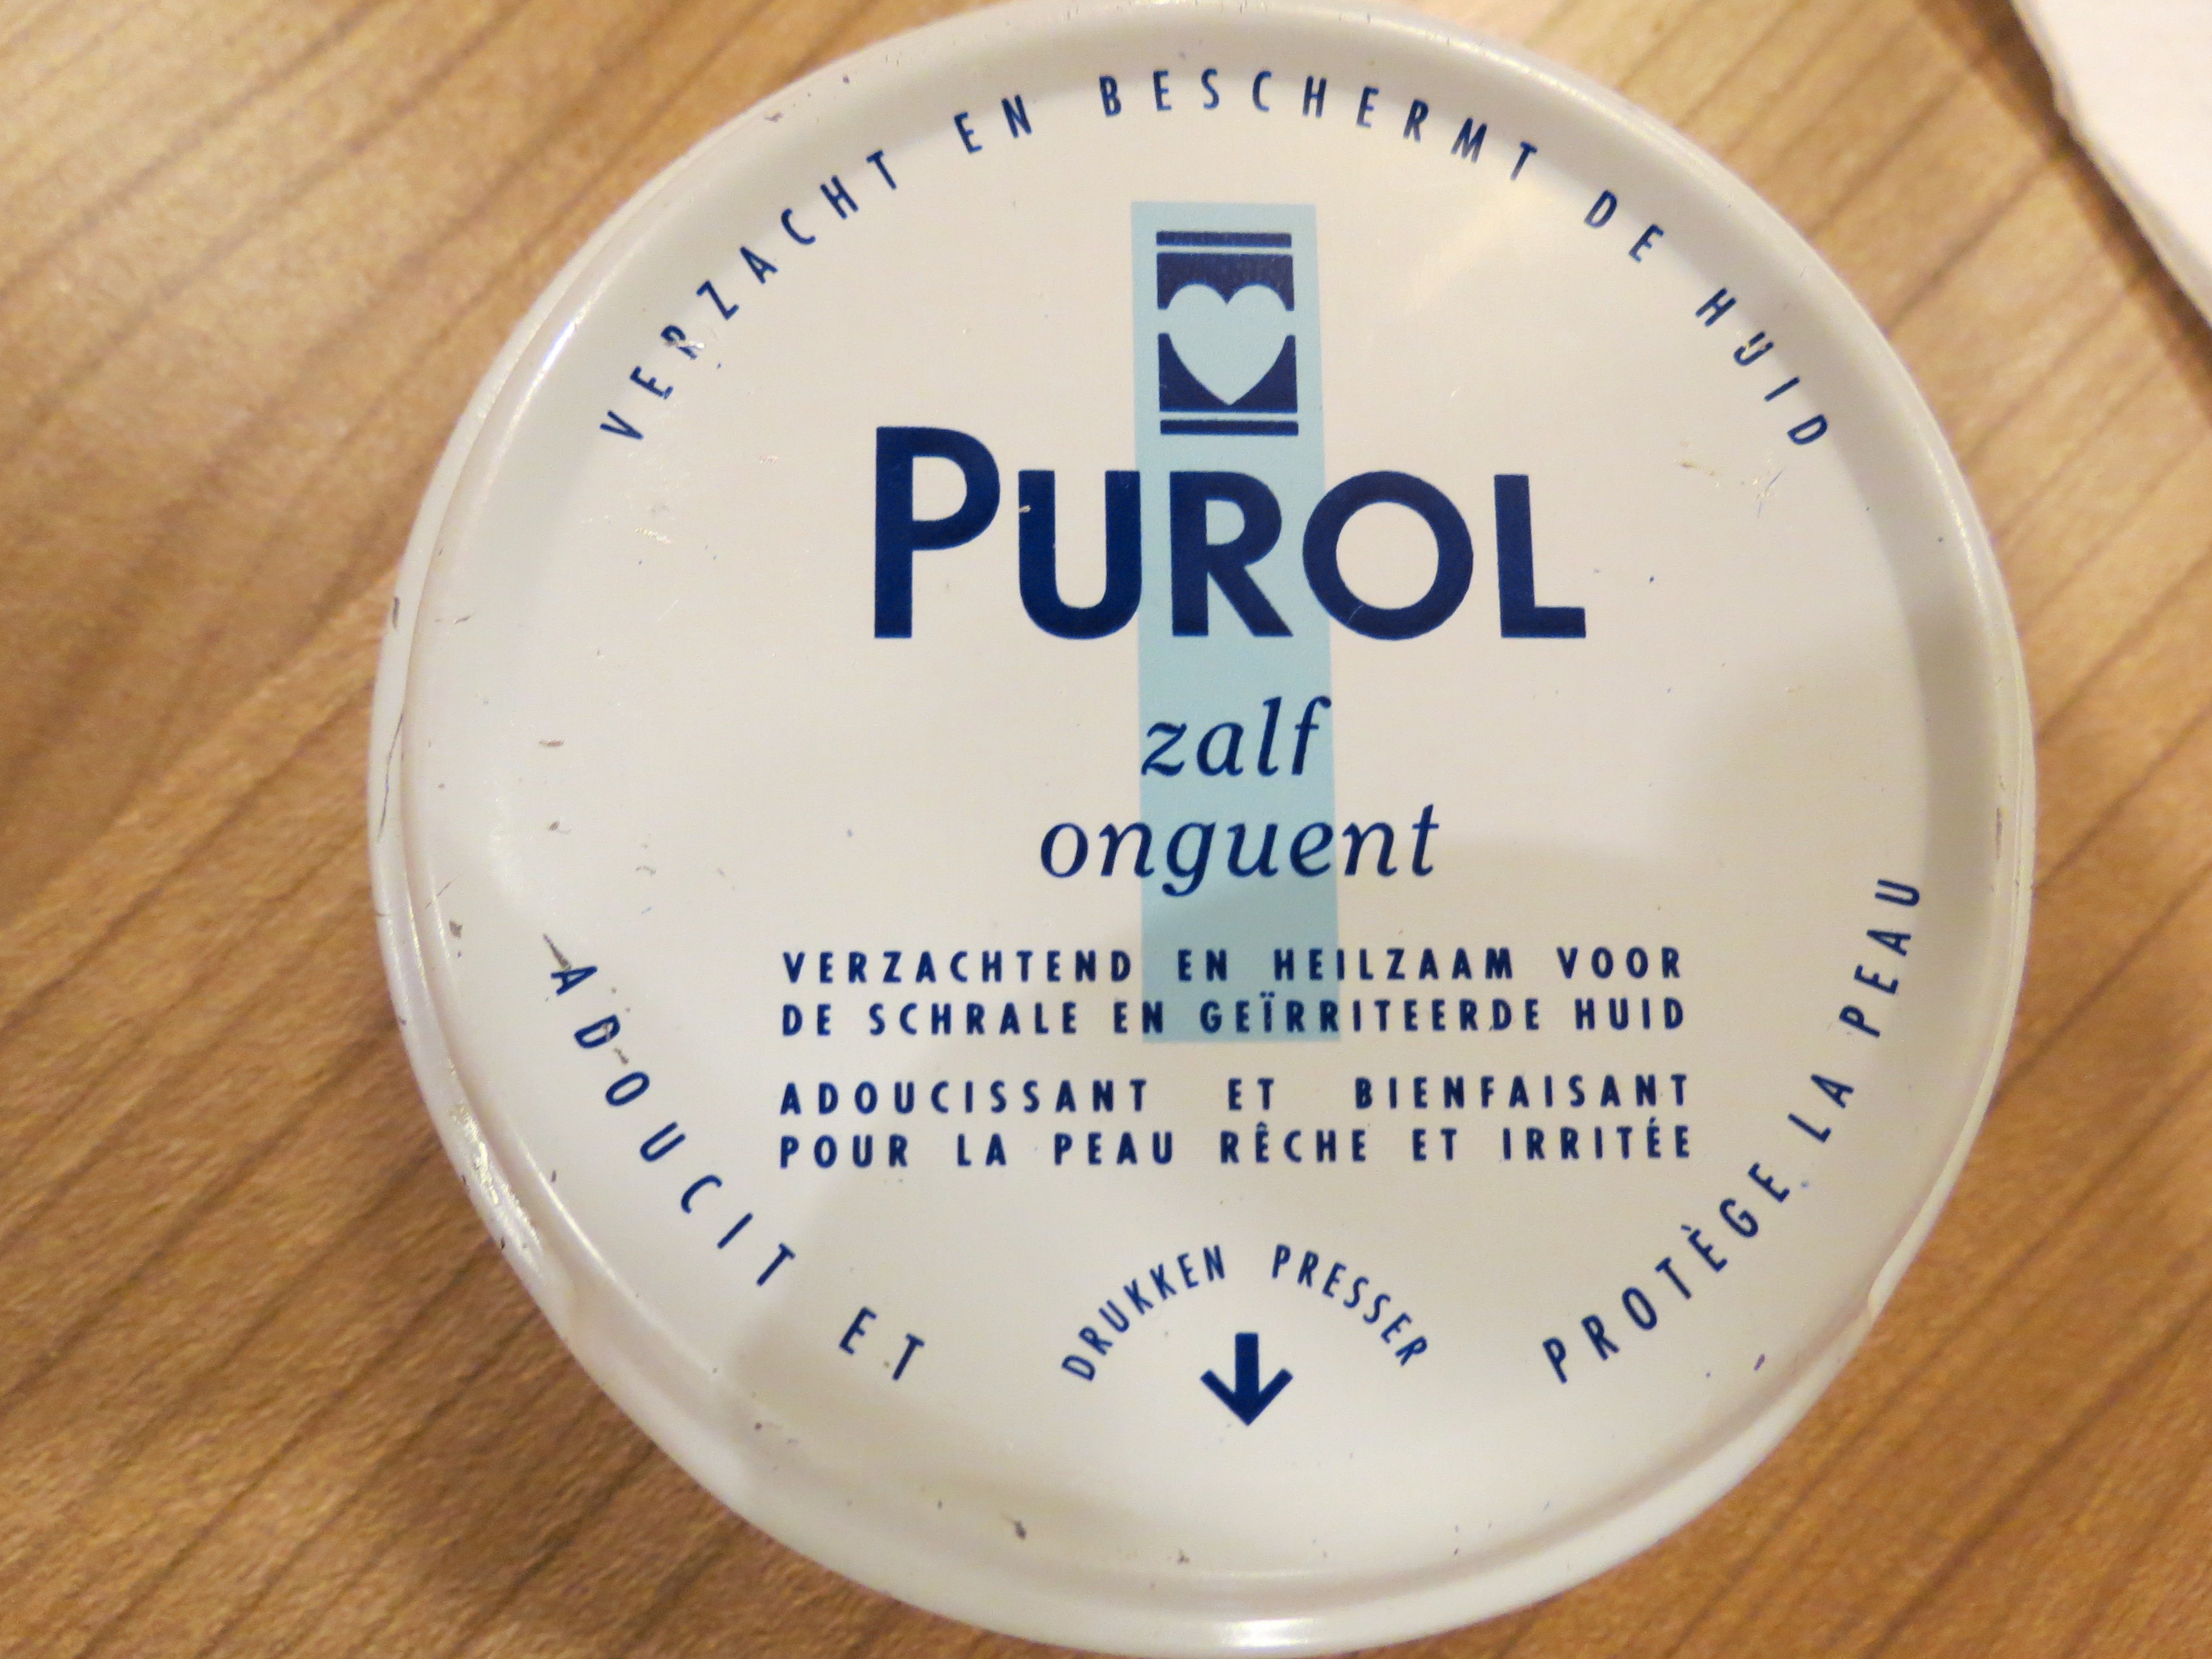 VERZACHT EN BESCHERMT DE HUID
PUROL
zalf
onguent
VERZACHTEND EN HEILZAAM VOOR
DE SCHRALE EN GEÏRRITEERDE HUID
ADOUCISSANT ET BIENFAISANT
POUR LA PEAU RÊCHE ET IRRITÉE
DRUKKEN PRESSER
ADOUCIT ET PROTÈGE LA PEAU